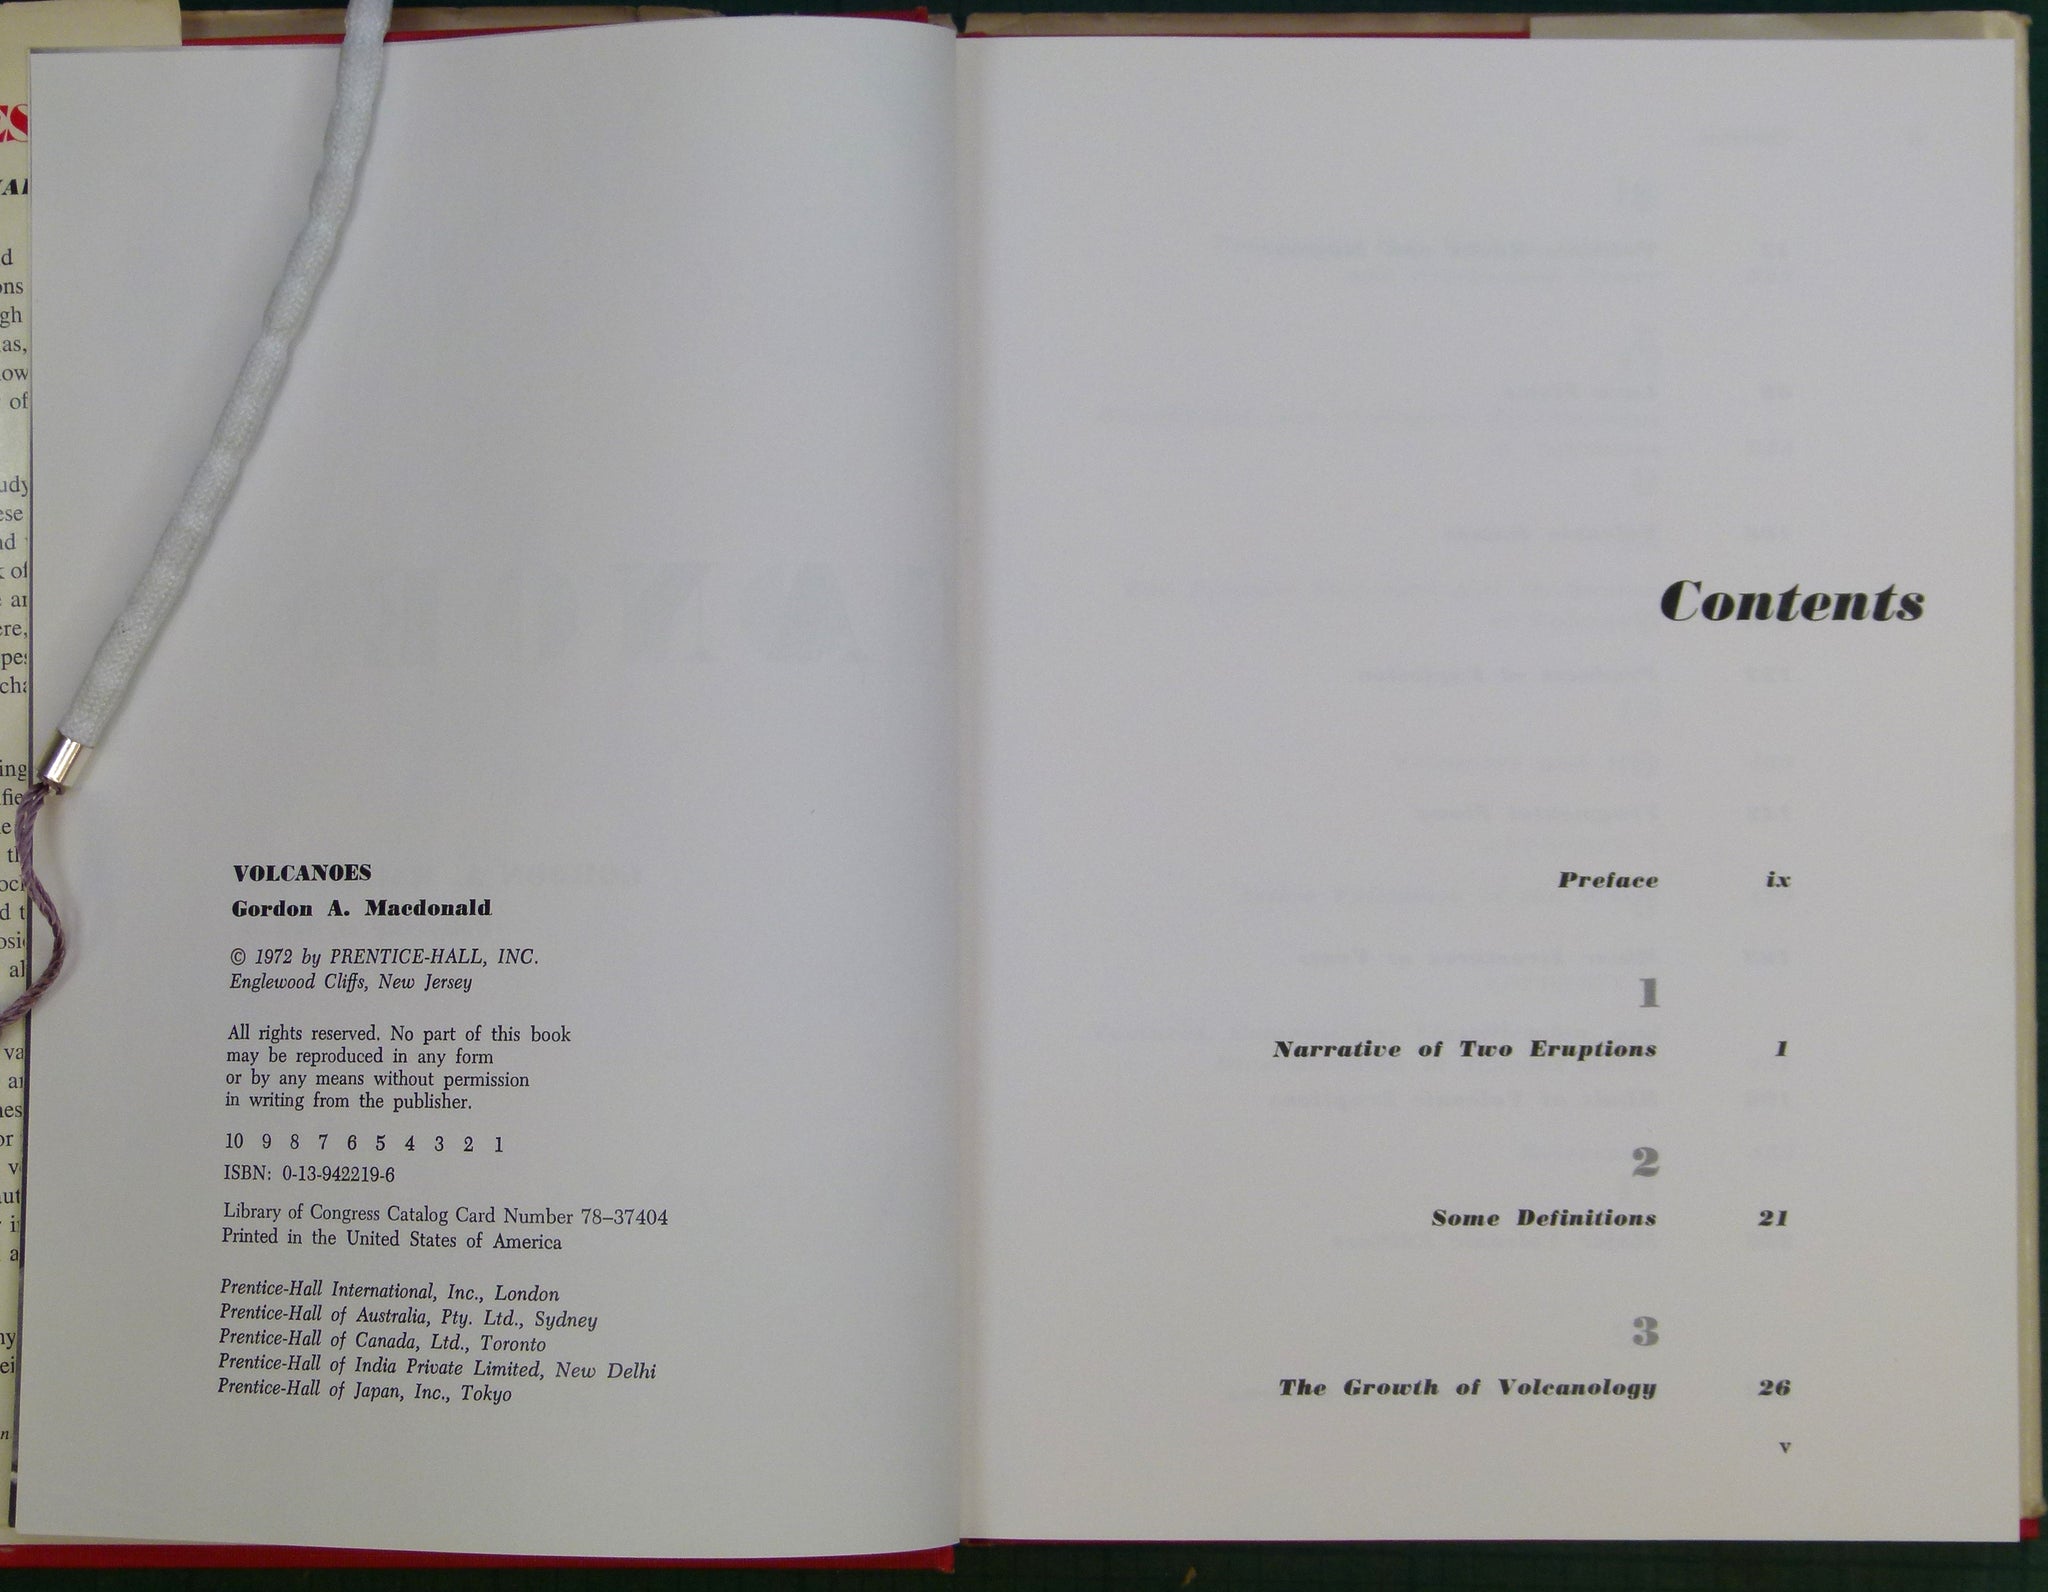 VOLCANOES
Gordon A. Macdonald
© 1972 by PRENTICE-HALL, INC.
Englewood Cliffs, New Jersey
All rights reserved. No part of this book
may be reproduced in any form
or by any means without permission
in writing from the publisher.
10 9 8 7 6 5 4 3 2 1
ISBN: 0-13-942219-6
Library of Congress Catalog Card Number 78–37404
Printed in the United States of America
Prentice-Hall International, Inc., London
Prentice-Hall of Australia, Pty. Ltd., Sydney
Prentice-Hall of Canada, Ltd., Toronto
Prentice-Hall of India Private Limited, New Delhi
Prentice-Hall of Japan, Inc., Tokyo
Contents
Preface ix
1
Narrative of Two Eruptions 1
2
Some Definitions 21
3
The Growth of Volcanology 26
v